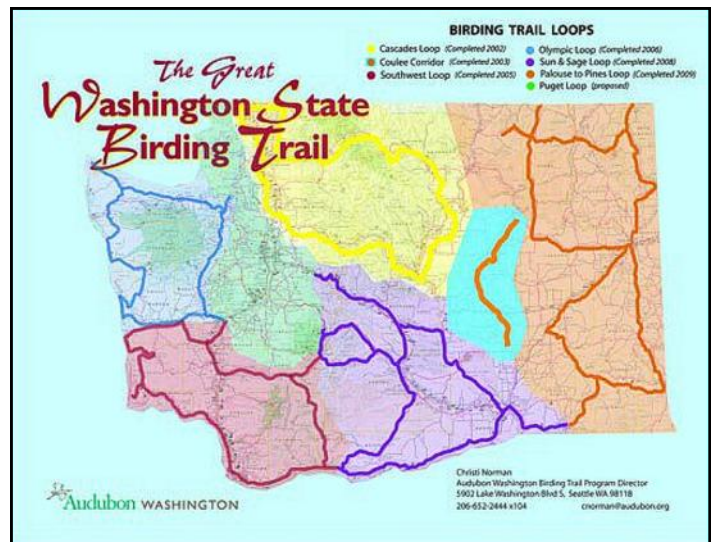 BIRDING TRAIL LOOPS
Cascades Loop (Completed 2002)
Coulee Corridor (Completed 2003)
Southwest Loop (Completed 2005)
Olympic Loop (Completed 2006)
Sun & Sage Loop (Completed 2008)
Palouse to Pines Loop (Completed 2009)
Puget Loop (proposed)
The Great
Washington State
Birding Trail
Christi Norman
Audubon Washington Birding Trail Program Director
5902 Lake Washington Blvd S, Seattle WA 98118
206-652-2444 x104 cnorman@audubon.org
Audubon WASHINGTON